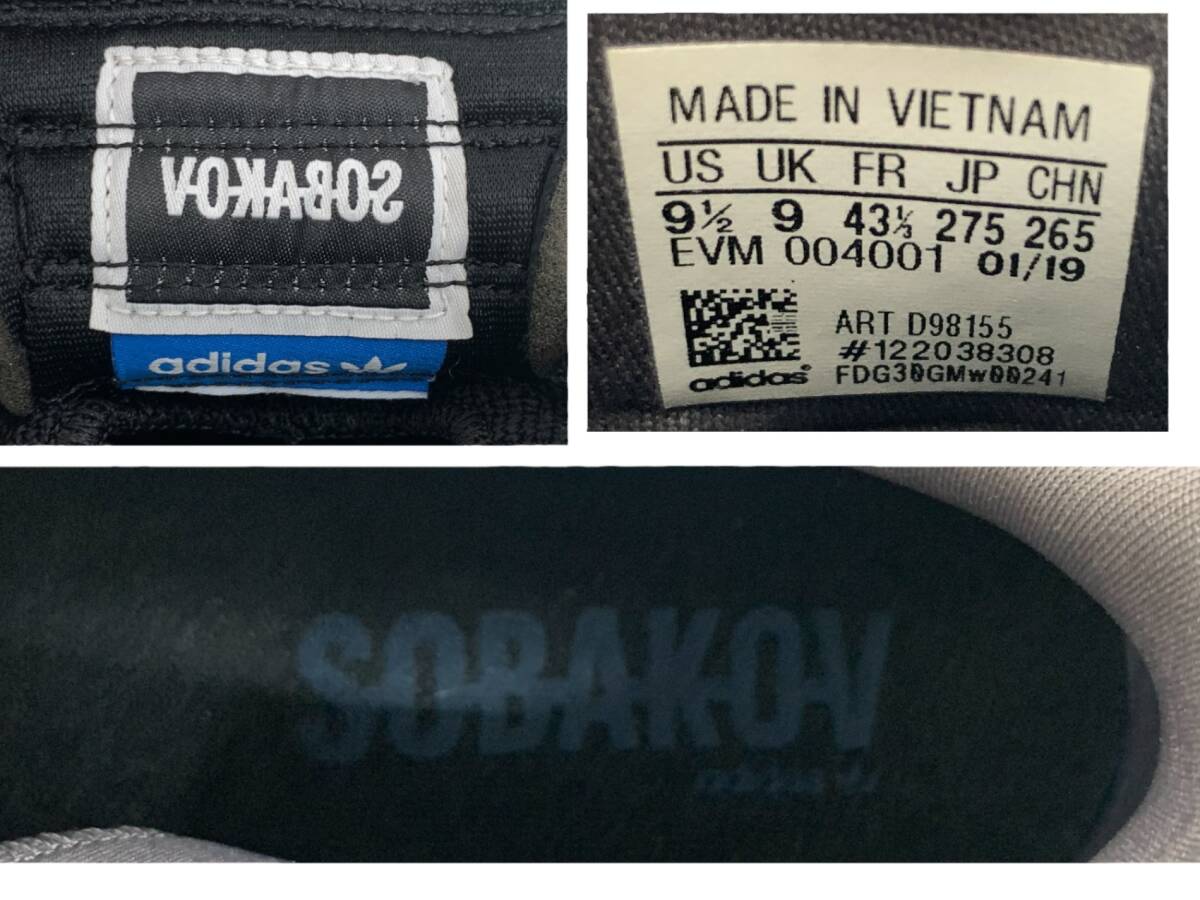 SOBAKOV
adidas
MADE IN VIETNAM
US UK FR JP CHN
9½ 9 43⅓ 275 265
EVM 004001 01/19
ART D98155
#122038308
adidas® FDG30GMw00241
SOBAKOV
adidas